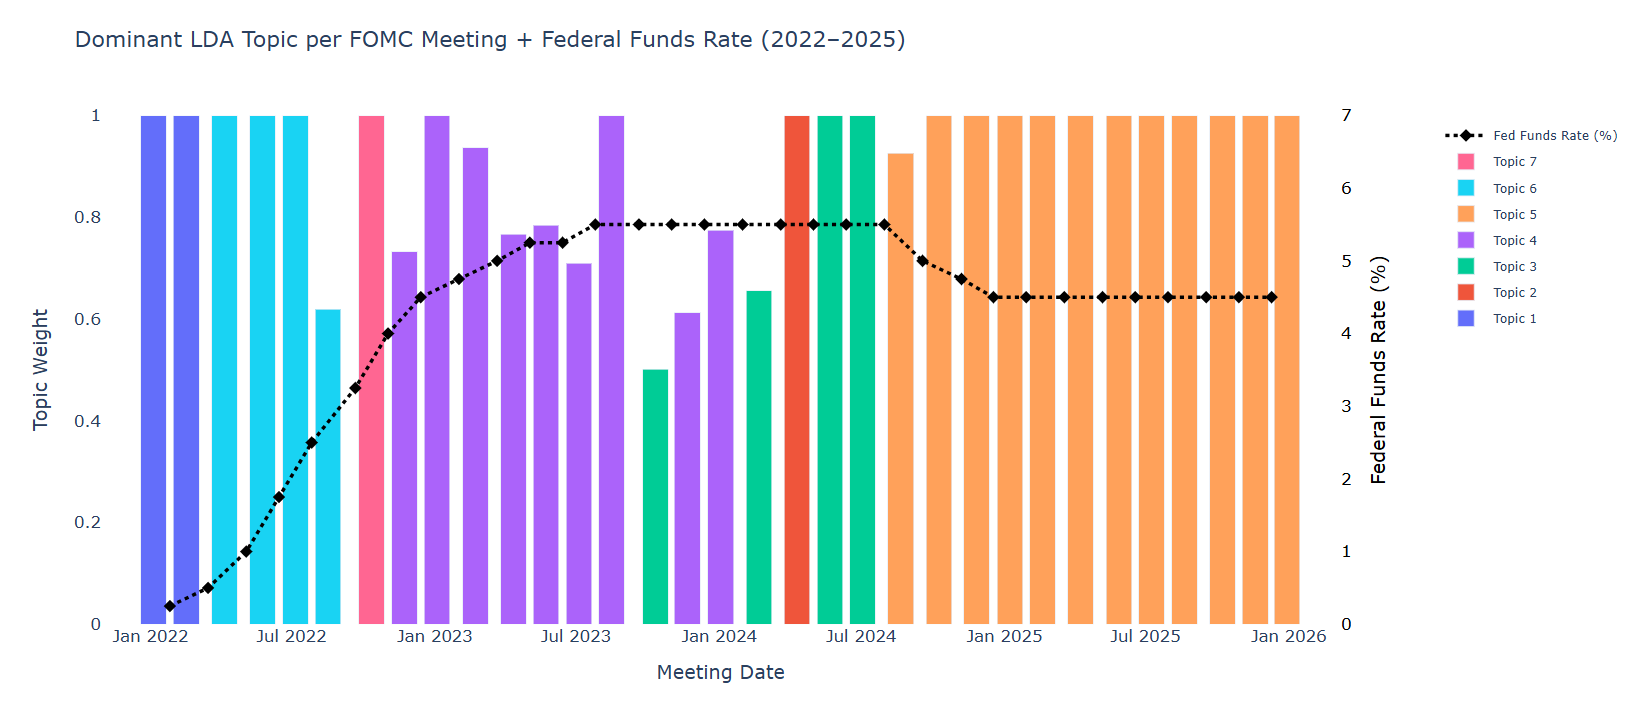 Dominant LDA Topic per FOMC Meeting + Federal Funds Rate (2022–2025)
Topic Weight
1
0.8
0.6
0.4
0.2
0
Jan 2022
Jul 2022
Jan 2023
Jul 2023
Jan 2024
Jul 2024
Jan 2025
Jul 2025
Jan 2026
Meeting Date
7
6
5
4
3
2
1
0
Federal Funds Rate (%)
Fed Funds Rate (%)
Topic 7
Topic 6
Topic 5
Topic 4
Topic 3
Topic 2
Topic 1